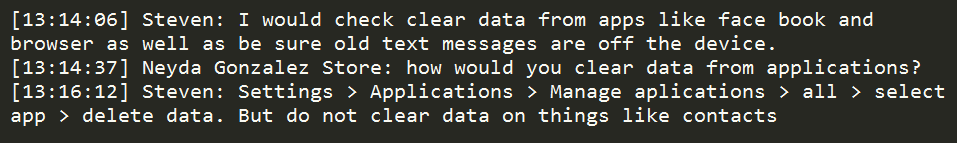 [13:14:06] Steven: I would check clear data from apps like face book and
browser as well as be sure old text messages are off the device.
[13:14:37] Neyda Gonzalez Store: how would you clear data from applications?
[13:16:12] Steven: Settings > Applications > Manage aplications > all > select
app > delete data. But do not clear data on things like contacts